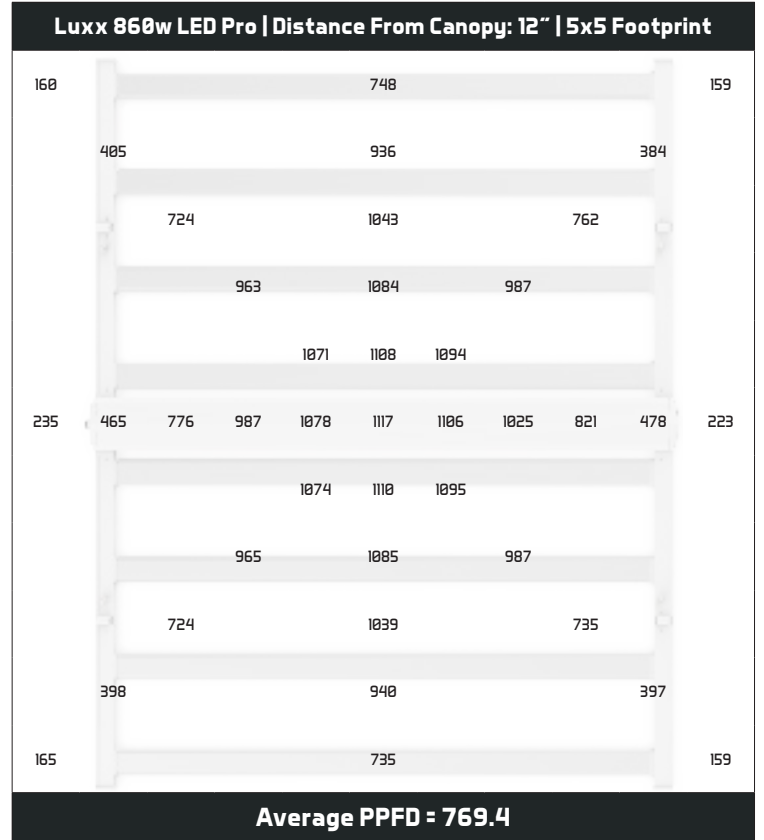 Luxx 860w LED Pro | Distance From Canopy: 12" | 5x5 Footprint
160 748 159
405 936 384
724 1043 762
963 1084 987
1071 1108 1094
235 465 776 987 1078 1117 1106 1025 821 478 223
1074 1110 1095
965 1085 987
724 1039 735
398 940 397
165 735 159
Average PPFD = 769.4